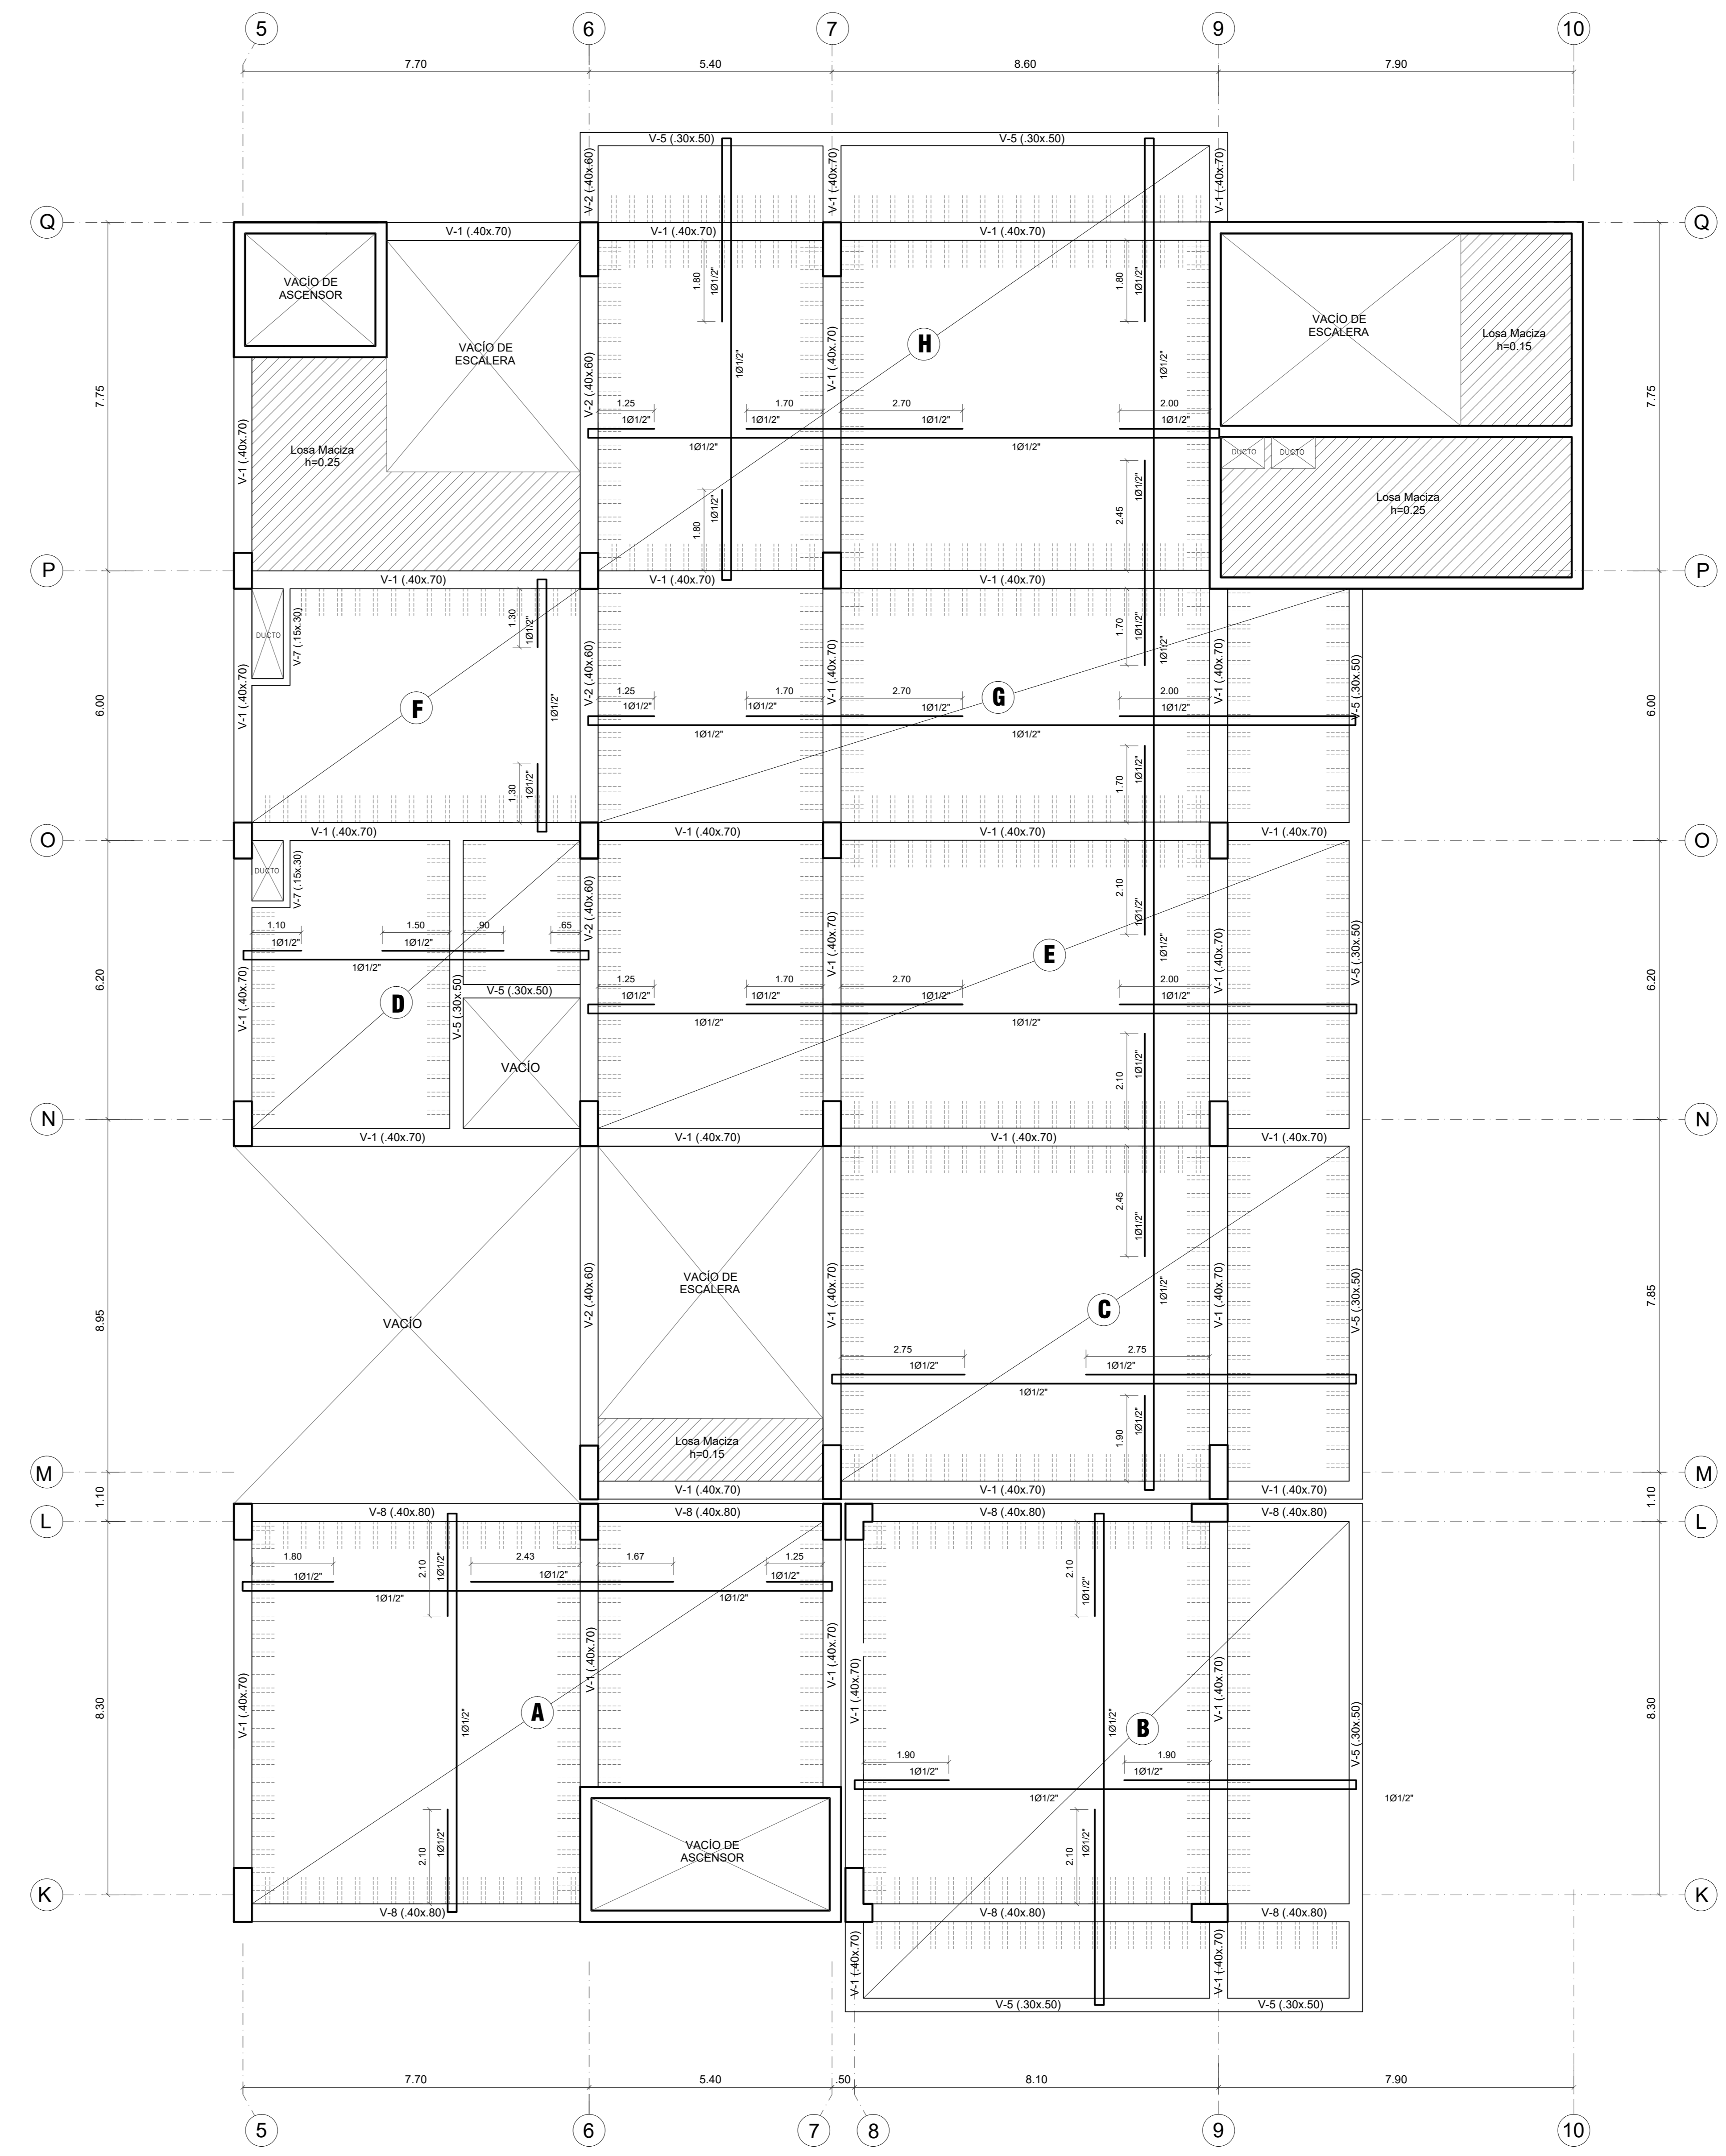 5
6
7
9
10
7.70
5.40
8.60
7.90
V-5 (.30x.50)
V-5 (.30x.50)
V-2 (.40x.60)
V-1 (.40x.70)
V-1 (.40x.70)
Q
Q
V-1 (.40x.70)
V-1 (.40x.70)
V-1 (.40x.70)
VACÍO DE
ASCENSOR
VACÍO DE
ESCALERA
1.80
1Ø1/2"
1.80
1Ø1/2"
VACÍO DE
ESCALERA
Losa Maciza
h=0.15
H
V-2 (.40x.60)
1Ø1/2"
V-1 (.40x.70)
1Ø1/2"
7.75
7.75
1.25
1Ø1/2"
1.70
1Ø1/2"
2.70
1Ø1/2"
2.00
1Ø1/2"
1Ø1/2"
1Ø1/2"
V-1 (.40x.70)
Losa Maciza
h=0.25
DUCTO
DUCTO
Losa Maciza
h=0.25
1.80
1Ø1/2"
2.45
1Ø1/2"
P
P
V-1 (.40x.70)
V-1 (.40x.70)
V-1 (.40x.70)
DUCTO
V-7 (.15x.30)
1.30
1Ø1/2"
1.70
1Ø1/2"
1Ø1/2"
V-1 (.40x.70)
F
1Ø1/2"
V-2 (.40x.60)
V-1 (.40x.70)
G
V-1 (.40x.70)
V-5 (.30x.50)
6.00
6.00
1.25
1Ø1/2"
1.70
1Ø1/2"
2.70
1Ø1/2"
2.00
1Ø1/2"
1Ø1/2"
1Ø1/2"
1.30
1Ø1/2"
1.70
1Ø1/2"
O
O
V-1 (.40x.70)
V-1 (.40x.70)
V-1 (.40x.70)
V-1 (.40x.70)
DUCTO
V-7 (.15x.30)
2.10
1Ø1/2"
1Ø1/2"
1.10
1Ø1/2"
1.50
1Ø1/2"
.90
.65
1Ø1/2"
V-2 (.40x.60)
V-1 (.40x.70)
E
V-1 (.40x.70)
V-5 (.30x.50)
6.20
6.20
V-1 (.40x.70)
D
V-5 (.30x.50)
V-5 (.30x.50)
1.25
1Ø1/2"
1.70
1Ø1/2"
2.70
1Ø1/2"
2.00
1Ø1/2"
1Ø1/2"
1Ø1/2"
VACÍO
2.10
1Ø1/2"
N
N
V-1 (.40x.70)
V-1 (.40x.70)
V-1 (.40x.70)
V-1 (.40x.70)
2.45
1Ø1/2"
1Ø1/2"
8.95
7.85
VACÍO
V-2 (.40x.60)
VACÍO DE
ESCALERA
V-1 (.40x.70)
C
V-1 (.40x.70)
V-5 (.30x.50)
2.75
1Ø1/2"
2.75
1Ø1/2"
1Ø1/2"
1.90
1Ø1/2"
Losa Maciza
h=0.15
M
M
V-1 (.40x.70)
V-1 (.40x.70)
V-1 (.40x.70)
1.10
1.10
L
L
V-8 (.40x.80)
V-8 (.40x.80)
V-8 (.40x.80)
V-8 (.40x.80)
1.80
1Ø1/2"
2.10
1Ø1/2"
2.43
1Ø1/2"
1.67
1.25
1Ø1/2"
1Ø1/2"
1Ø1/2"
2.10
1Ø1/2"
8.30
8.30
V-1 (.40x.70)
1Ø1/2"
A
V-1 (.40x.70)
V-1 (.40x.70)
V-1 (.40x.70)
1Ø1/2"
B
V-1 (.40x.70)
V-5 (.30x.50)
1.90
1Ø1/2"
1.90
1Ø1/2"
1Ø1/2"
1Ø1/2"
2.10
1Ø1/2"
VACÍO DE
ASCENSOR
2.10
1Ø1/2"
K
K
V-8 (.40x.80)
V-8 (.40x.80)
V-8 (.40x.80)
V-1 (.40x.70)
V-1 (.40x.70)
V-5 (.30x.50)
V-5 (.30x.50)
7.70
5.40
.50
8.10
7.90
5
6
7
8
9
10